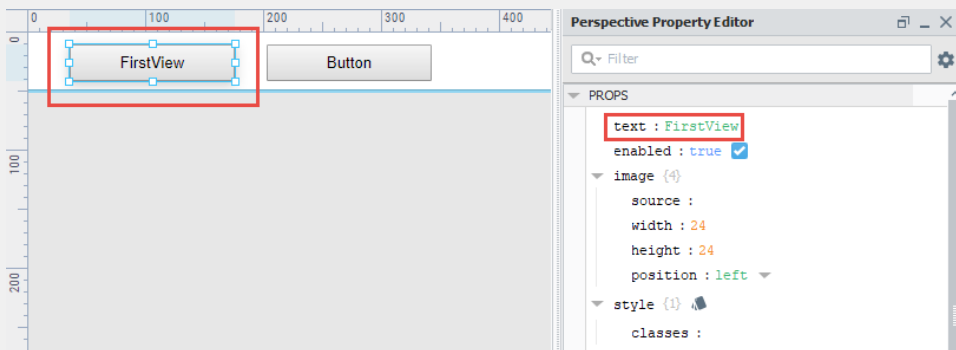 0 100 200 300 400
0
100
200
FirstView
Button
Perspective Property Editor
Filter
PROPS
text : FirstView
enabled : true
image {4}
source :
width : 24
height : 24
position : left
style {1}
classes :